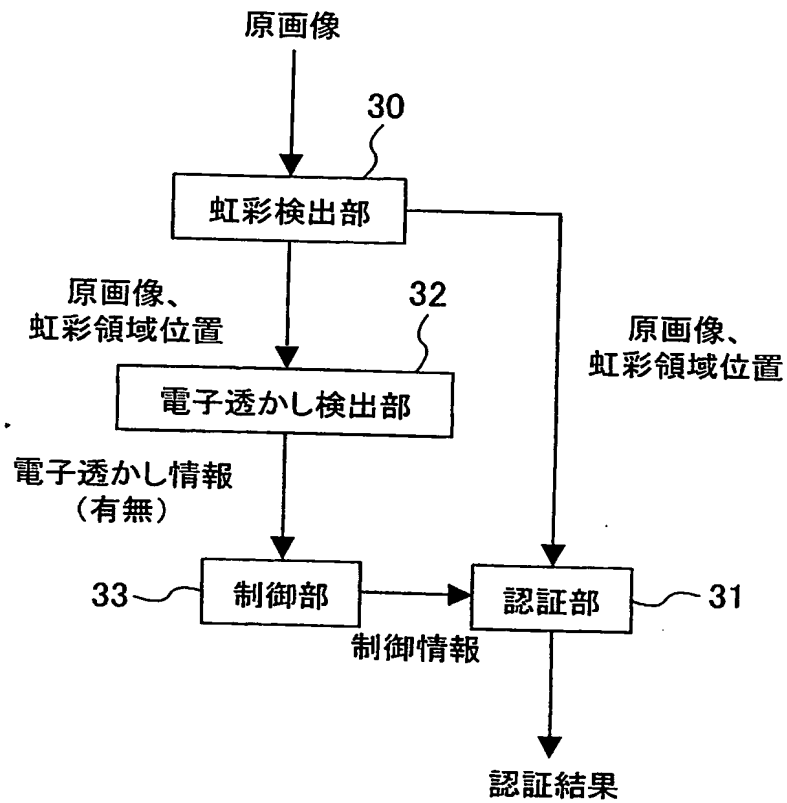 原画像
30
虹彩検出部
原画像、
虹彩領域位置
32
原画像、
虹彩領域位置
電子透かし検出部
電子透かし情報
（有無）
33
制御部
認証部
31
制御情報
認証結果